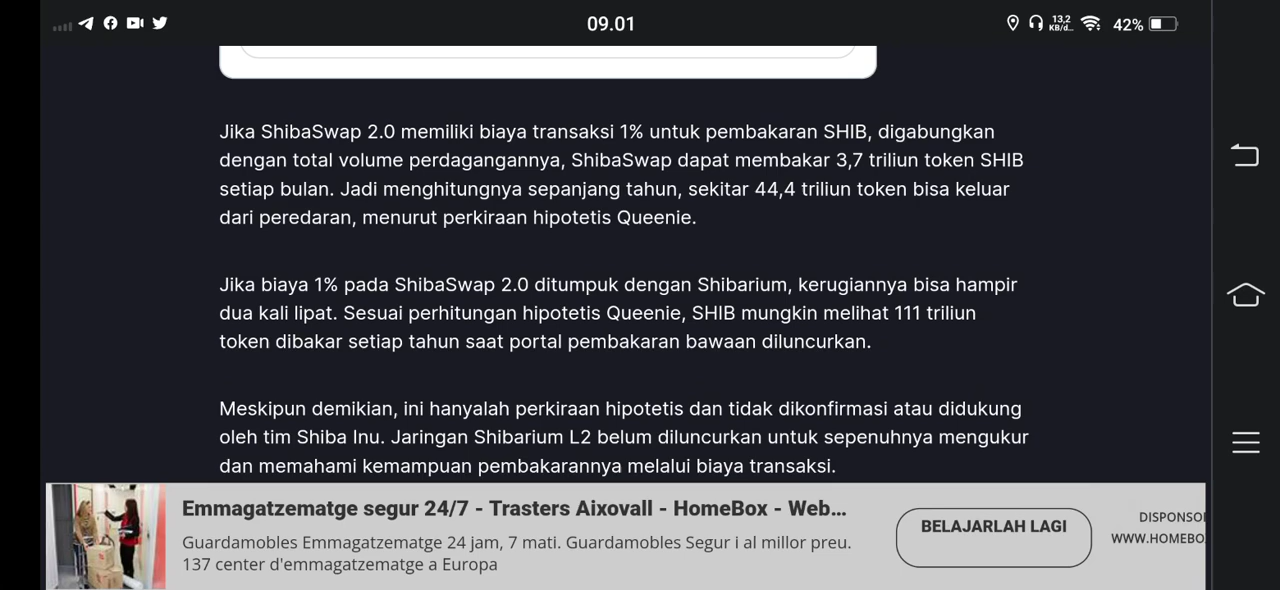 09.01
13,2
KB/d...
42%
Jika ShibaSwap 2.0 memiliki biaya transaksi 1% untuk pembakaran SHIB, digabungkan
dengan total volume perdagangannya, ShibaSwap dapat membakar 3,7 triliun token SHIB
setiap bulan. Jadi menghitungnya sepanjang tahun, sekitar 44,4 triliun token bisa keluar
dari peredaran, menurut perkiraan hipotetis Queenie.
Jika biaya 1% pada ShibaSwap 2.0 ditumpuk dengan Shibarium, kerugiannya bisa hampir
dua kali lipat. Sesuai perhitungan hipotetis Queenie, SHIB mungkin melihat 111 triliun
token dibakar setiap tahun saat portal pembakaran bawaan diluncurkan.
Meskipun demikian, ini hanyalah perkiraan hipotetis dan tidak dikonfirmasi atau didukung
oleh tim Shiba Inu. Jaringan Shibarium L2 belum diluncurkan untuk sepenuhnya mengukur
dan memahami kemampuan pembakarannya melalui biaya transaksi.
Emmagatzematge segur 24/7 - Trasters Aixovall - HomeBox - Web...
Guardamobles Emmagatzematge 24 jam, 7 mati. Guardamobles Segur i al millor preu.
137 center d'emmagatzematge a Europa
BELAJARLAH LAGI
DISPONSOI
WWW.HOMEBO